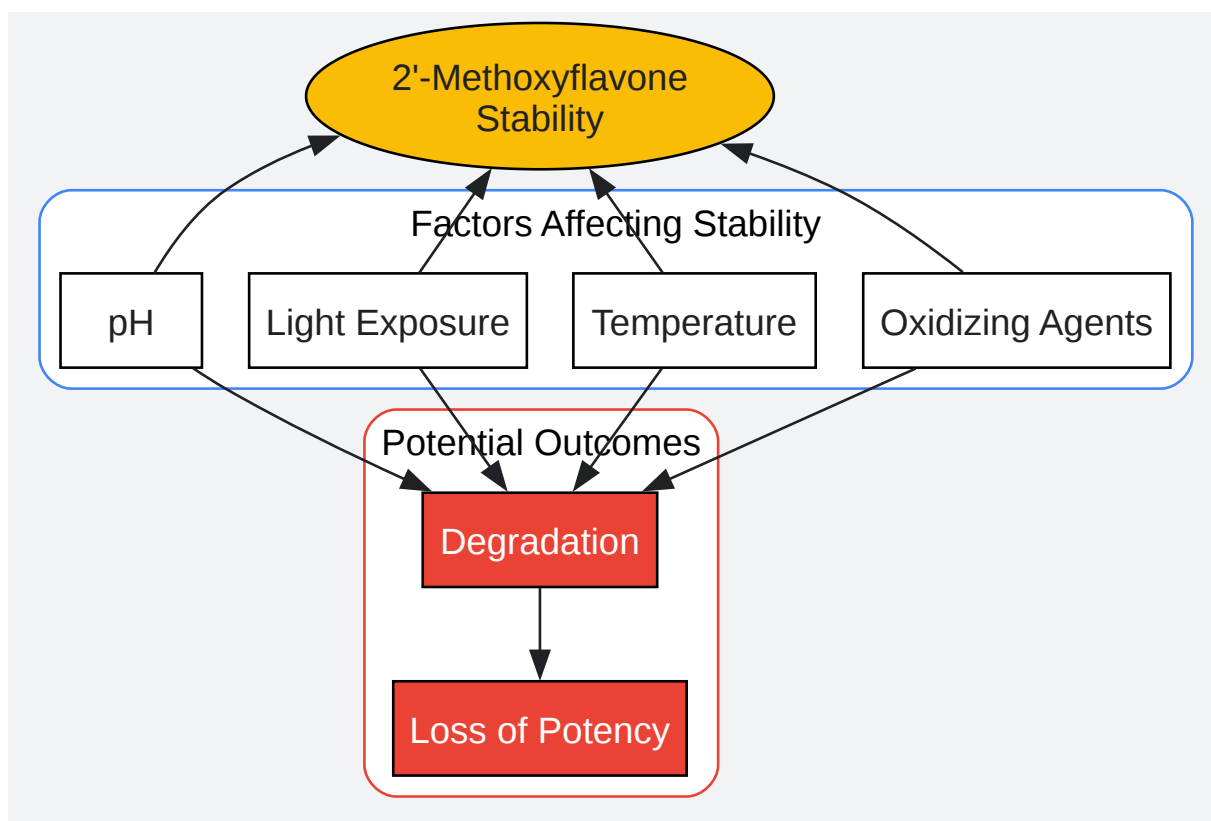 2'-Methoxyflavone
Stability
Factors Affecting Stability
pH
Light Exposure
Temperature
Oxidizing Agents
Potential Outcomes
Degradation
Loss of Potency